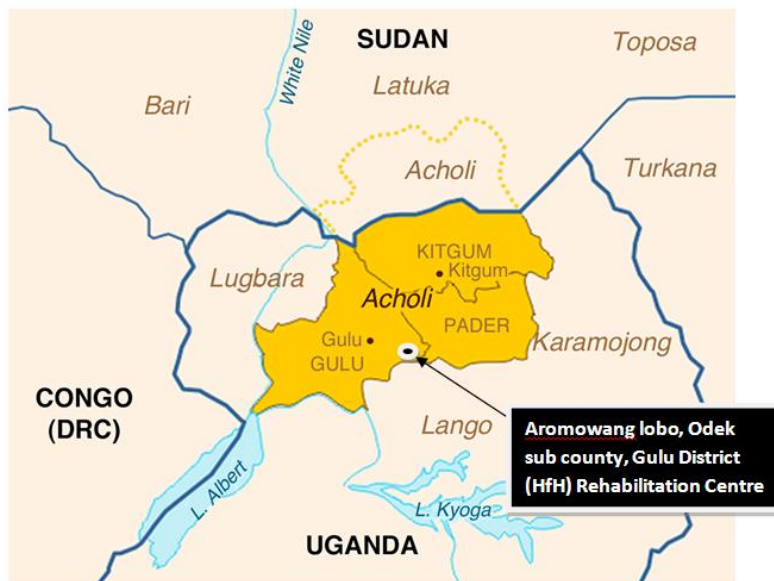 SUDAN
Toposa
White Nile
Latuka
Bari
Acholi
Turkana
KITGUM
Kitgum
Lugbara
Acholi
PADER
Gulu
GULU
Karamojong
CONGO
(DRC)
Lango
Aromowang lobo, Odek
sub county, Gulu District
(HfH) Rehabilitation Centre
L. Albert
L. Kyoga
UGANDA